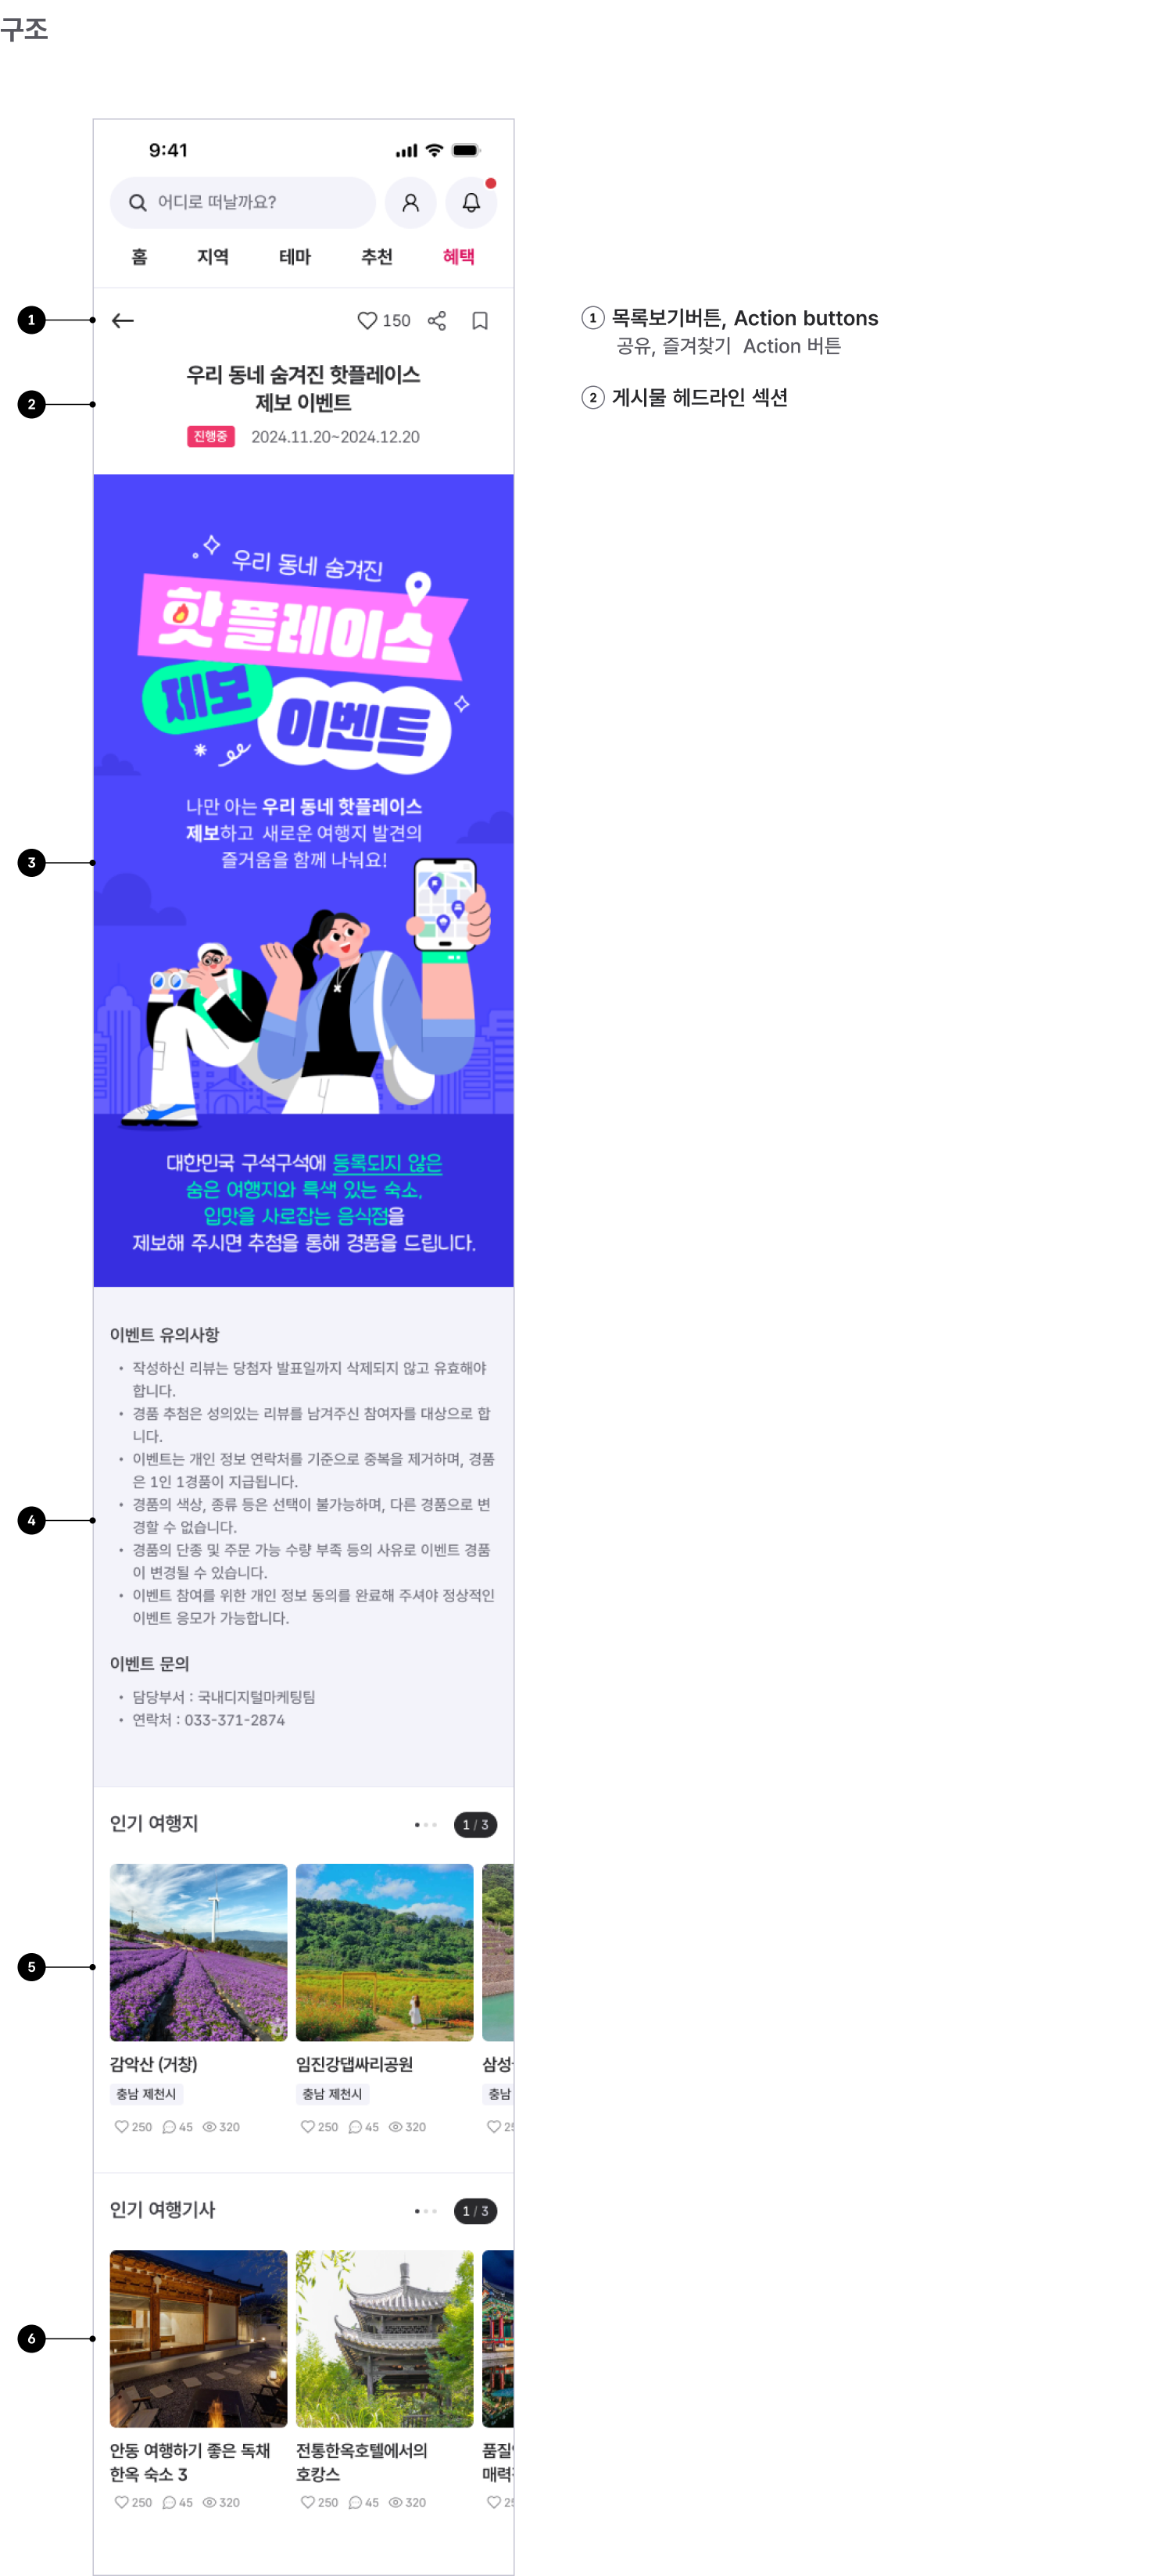 구조
9:41
어디로 떠날까요?
홈 지역 테마 추천 혜택
1
150
① 목록보기버튼, Action buttons
공유, 즐겨찾기 Action 버튼
2
② 게시물 헤드라인 섹션
우리 동네 숨겨진 핫플레이스
제보 이벤트
진행중 2024.11.20~2024.12.20
우리 동네 숨겨진
핫플레이스
제보
이벤트
나만 아는 우리 동네 핫플레이스
제보하고 새로운 여행지 발견의
즐거움을 함께 나눠요!
3
대한민국 구석구석에 등록되지 않은
숨은 여행지와 특색 있는 숙소,
입맛을 사로잡는 음식점을
제보해 주시면 추첨을 통해 경품을 드립니다.
이벤트 유의사항
• 작성하신 리뷰는 당첨자 발표일까지 삭제되지 않고 유효해야
합니다.
• 경품 추첨은 성의있는 리뷰를 남겨주신 참여자를 대상으로 합
니다.
• 이벤트는 개인 정보 연락처를 기준으로 중복을 제거하며, 경품
은 1인 1경품이 지급됩니다.
• 경품의 색상, 종류 등은 선택이 불가능하며, 다른 경품으로 변
경할 수 없습니다.
4
• 경품의 단종 및 주문 가능 수량 부족 등의 사유로 이벤트 경품
이 변경될 수 있습니다.
• 이벤트 참여를 위한 개인 정보 동의를 완료해 주셔야 정상적인
이벤트 응모가 가능합니다.
이벤트 문의
• 담당부서 : 국내디지털마케팅팀
• 연락처 : 033-371-2874
인기 여행지 1 / 3
5
감악산 (거창) 임진강댑싸리공원 삼성
충남 제천시 충남 제천시 충남
250 45 320 250 45 320
인기 여행기사 1 / 3
6
안동 여행하기 좋은 독채 전통한옥호텔에서의 품질
한옥 숙소 3 호캉스 매력
250 45 320 250 45 320